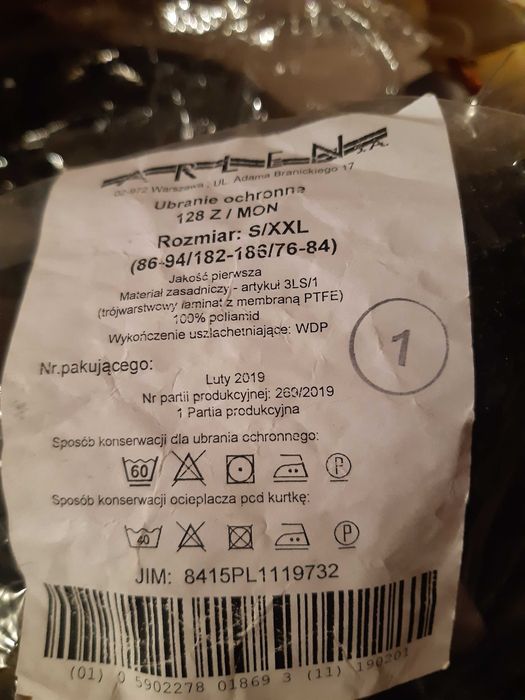 ARLEN S.A.
02-972 Warszawa, UL. Adama Branickiego 17
Ubranie ochronne
128 Z / MON
Rozmiar: S/XXL
(86-94/182-186/76-84)
Jakość pierwsza
Materiał zasadniczy - artykuł 3LS/1
(trójwarstwowy laminat z membraną PTFE)
100% poliamid
Wykończenie uszlachetniające: WDP
1
Nr.pakującego:
Luty 2019
Nr partii produkcyjnej: 260/2019
1 Partia produkcyjna
Sposób konserwacji dla ubrania ochronnego:
60 P
Sposób konserwacji ocieplacza pod kurtkę:
40 P
JIM: 8415PL1119732
(01) 0 5902278 01869 3 (11) 190201